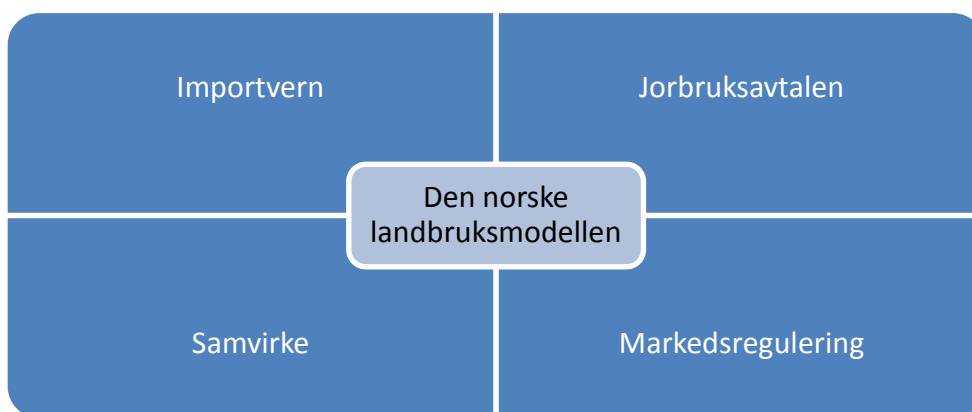 Importvern
Jorbruksavtalen
Den norske
landbruksmodellen
Samvirke
Markedsregulering